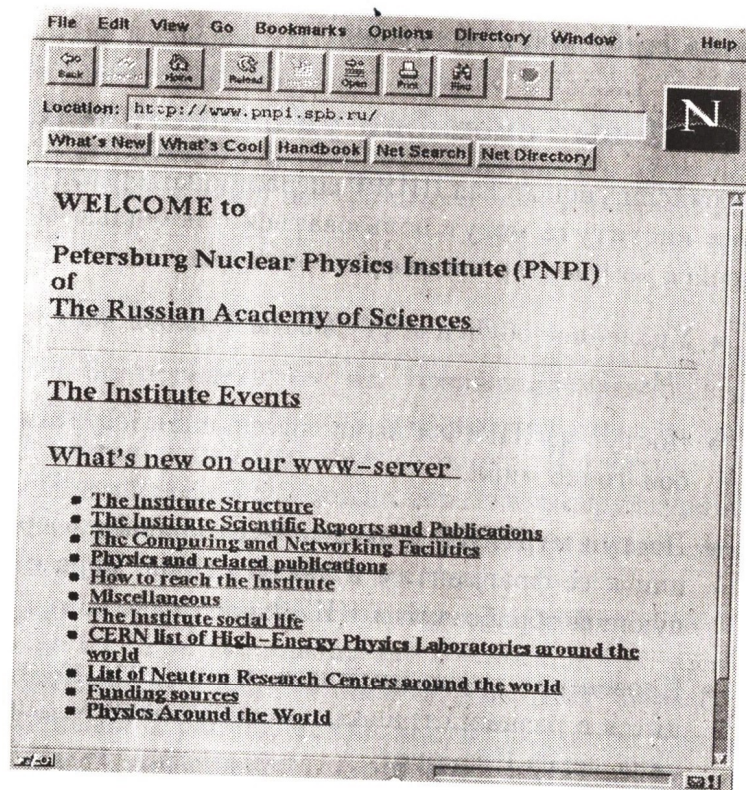 File Edit View Go Bookmarks Options Directory Window Help
Back Home Reload Open Print Find
Location: http://www.pnpi.spb.ru/
N
What's New What's Cool Handbook Net Search Net Directory
WELCOME to
Petersburg Nuclear Physics Institute (PNPI)
of
The Russian Academy of Sciences
The Institute Events
What's new on our www-server
The Institute Structure
The Institute Scientific Reports and Publications
The Computing and Networking Facilities
Physics and related publications
How to reach the Institute
Miscellaneous
The Institute social life
CERN list of High-Energy Physics Laboratories around the
world
List of Neutron Research Centers around the world
Funding sources
Physics Around the World